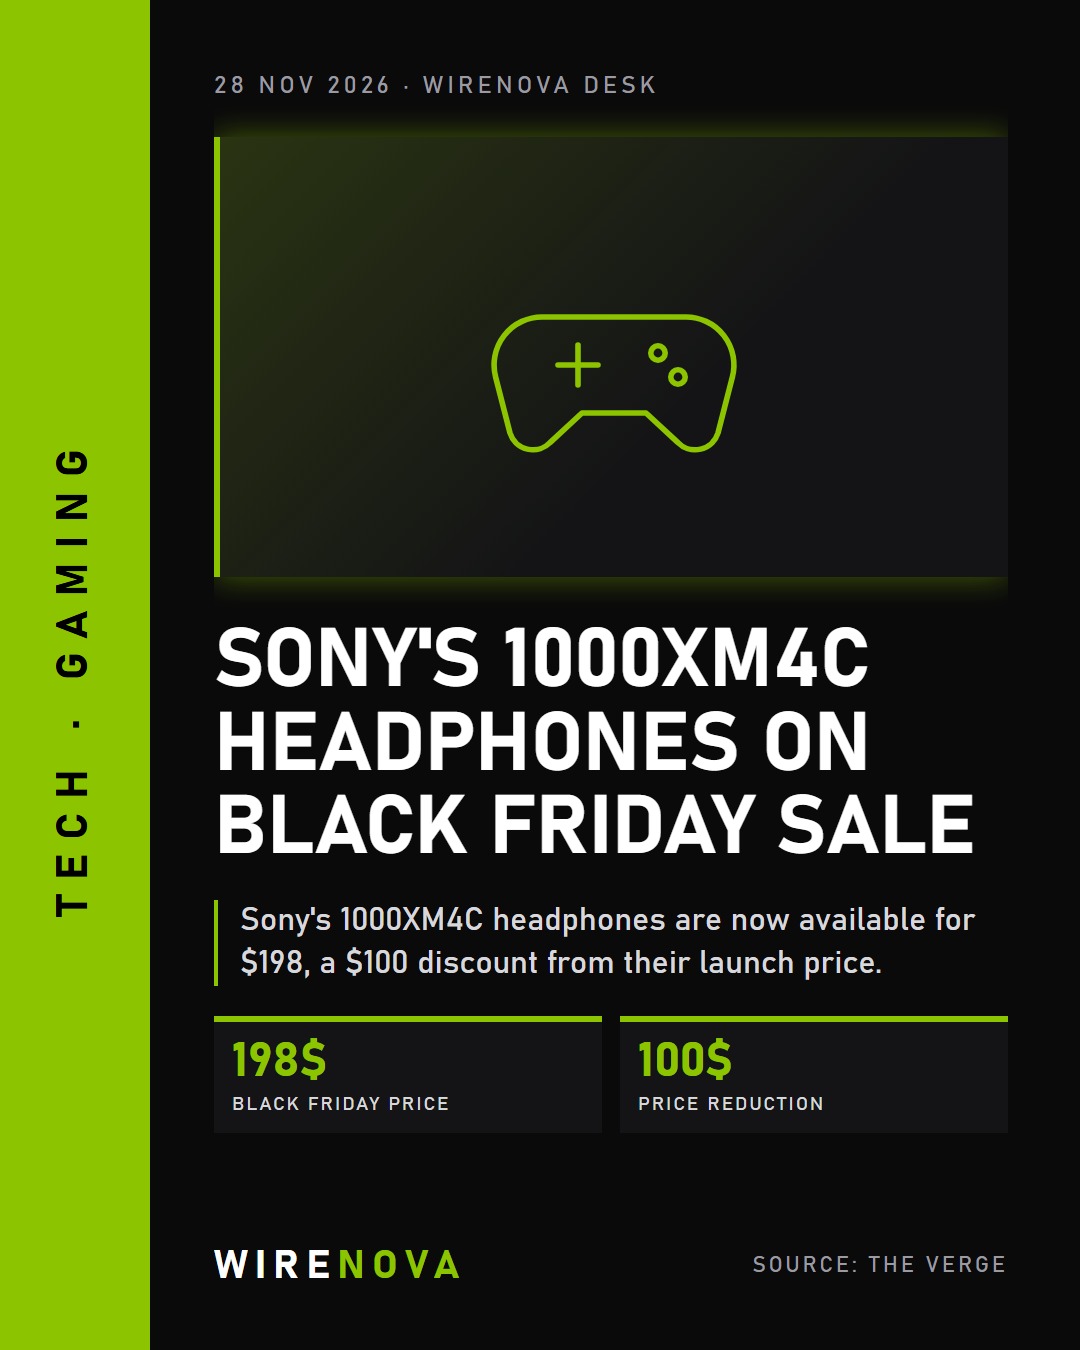 28 NOV 2026 · WIRENOVA DESK
TECH · GAMING
SONY'S 1000XM4C
HEADPHONES ON
BLACK FRIDAY SALE
Sony's 1000XM4C headphones are now available for
$198, a $100 discount from their launch price.
198$
BLACK FRIDAY PRICE
100$
PRICE REDUCTION
WIRENOVA
SOURCE: THE VERGE